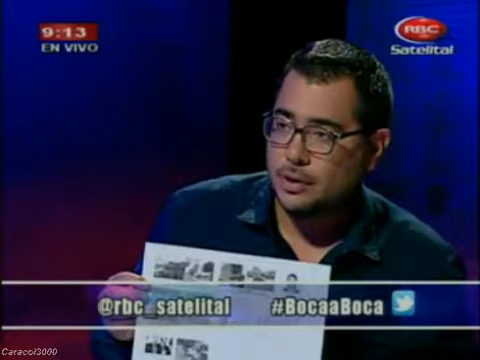 9:13
EN VIVO
RBC
Satelital
@rbc_satelital #BocaaBoca
Caracol3000